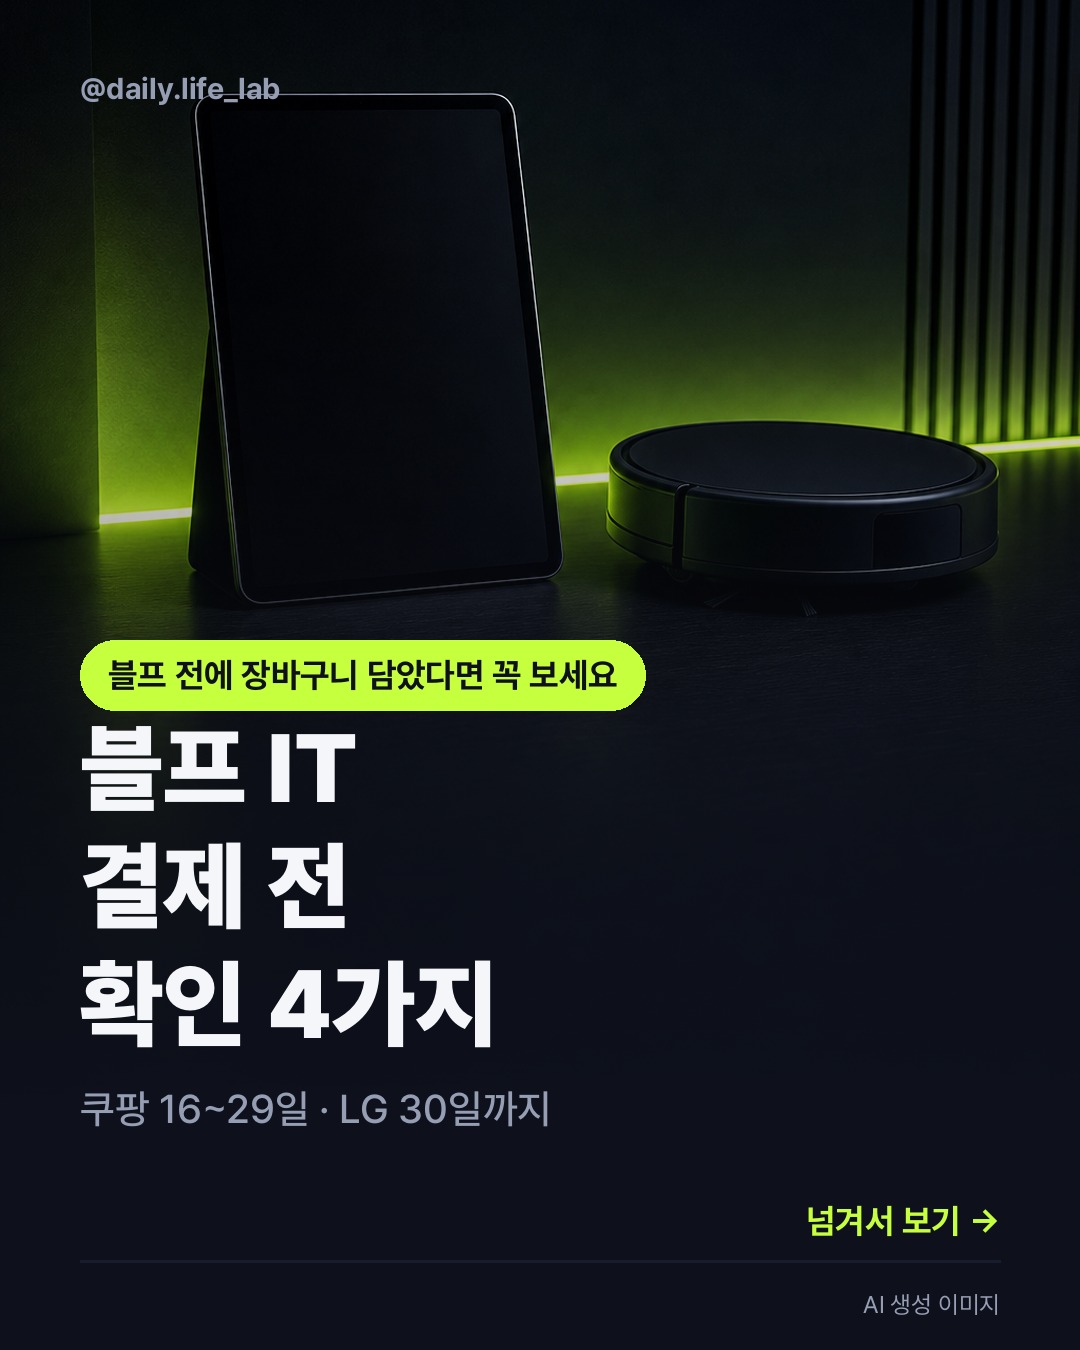 @daily.life_lab
블프 전에 장바구니 담았다면 꼭 보세요
블프 IT
결제 전
확인 4가지
쿠팡 16~29일 · LG 30일까지
넘겨서 보기 →
AI 생성 이미지